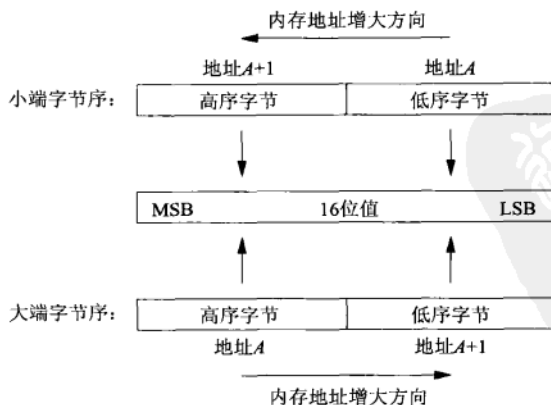 内存地址增大方向
地址A+1 地址A
小端字节序： 高序字节 低序字节
MSB 16位值 LSB
大端字节序： 高序字节 低序字节
地址A 地址A+1
内存地址增大方向